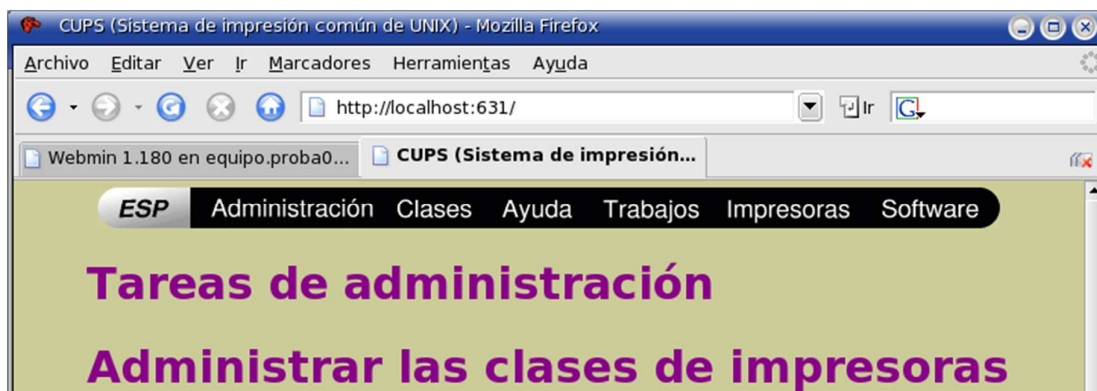 CUPS (Sistema de impresión común de UNIX) - Mozilla Firefox
Archivo Editar Ver Ir Marcadores Herramientas Ayuda
http://localhost:631/ Ir G
Webmin 1.180 en equipo.proba0... CUPS (Sistema de impresión...
ESP Administración Clases Ayuda Trabajos Impresoras Software
Tareas de administración
Administrar las clases de impresoras